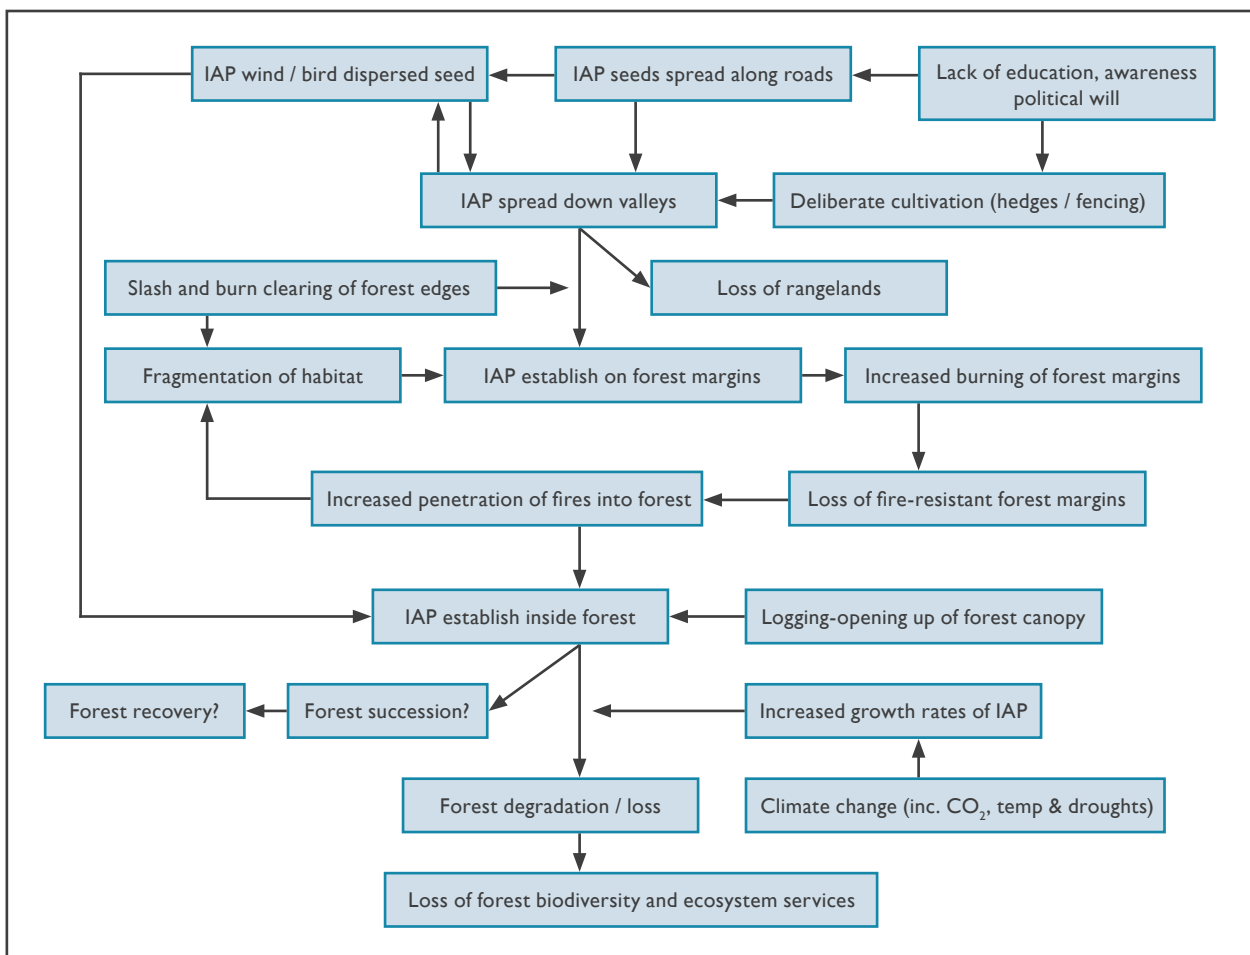 IAP wind / bird dispersed seed
IAP seeds spread along roads
Lack of education, awareness
political will
IAP spread down valleys
Deliberate cultivation (hedges / fencing)
Slash and burn clearing of forest edges
Loss of rangelands
Fragmentation of habitat
IAP establish on forest margins
Increased burning of forest margins
Increased penetration of fires into forest
Loss of fire-resistant forest margins
IAP establish inside forest
Logging-opening up of forest canopy
Forest recovery?
Forest succession?
Increased growth rates of IAP
Forest degradation / loss
Climate change (inc. CO₂, temp & droughts)
Loss of forest biodiversity and ecosystem services